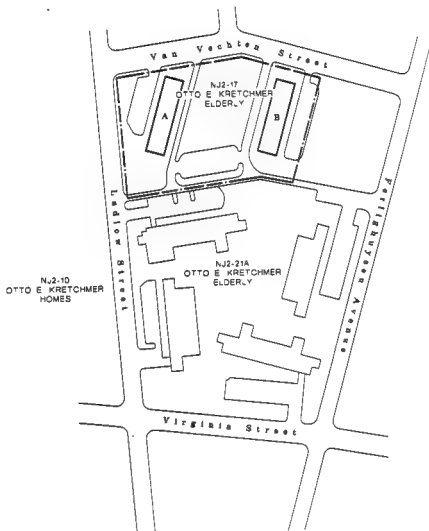 Van Vechten Street
NJ2-17
OTTO E KRETCHMER
ELDERLY
A
B
Ludlow Street
Frelinghuysen Avenue
NJ2-21A
OTTO E KRETCHMER
ELDERLY
NJ2-10
OTTO E KRETCHMER
HOMES
Virginia Street